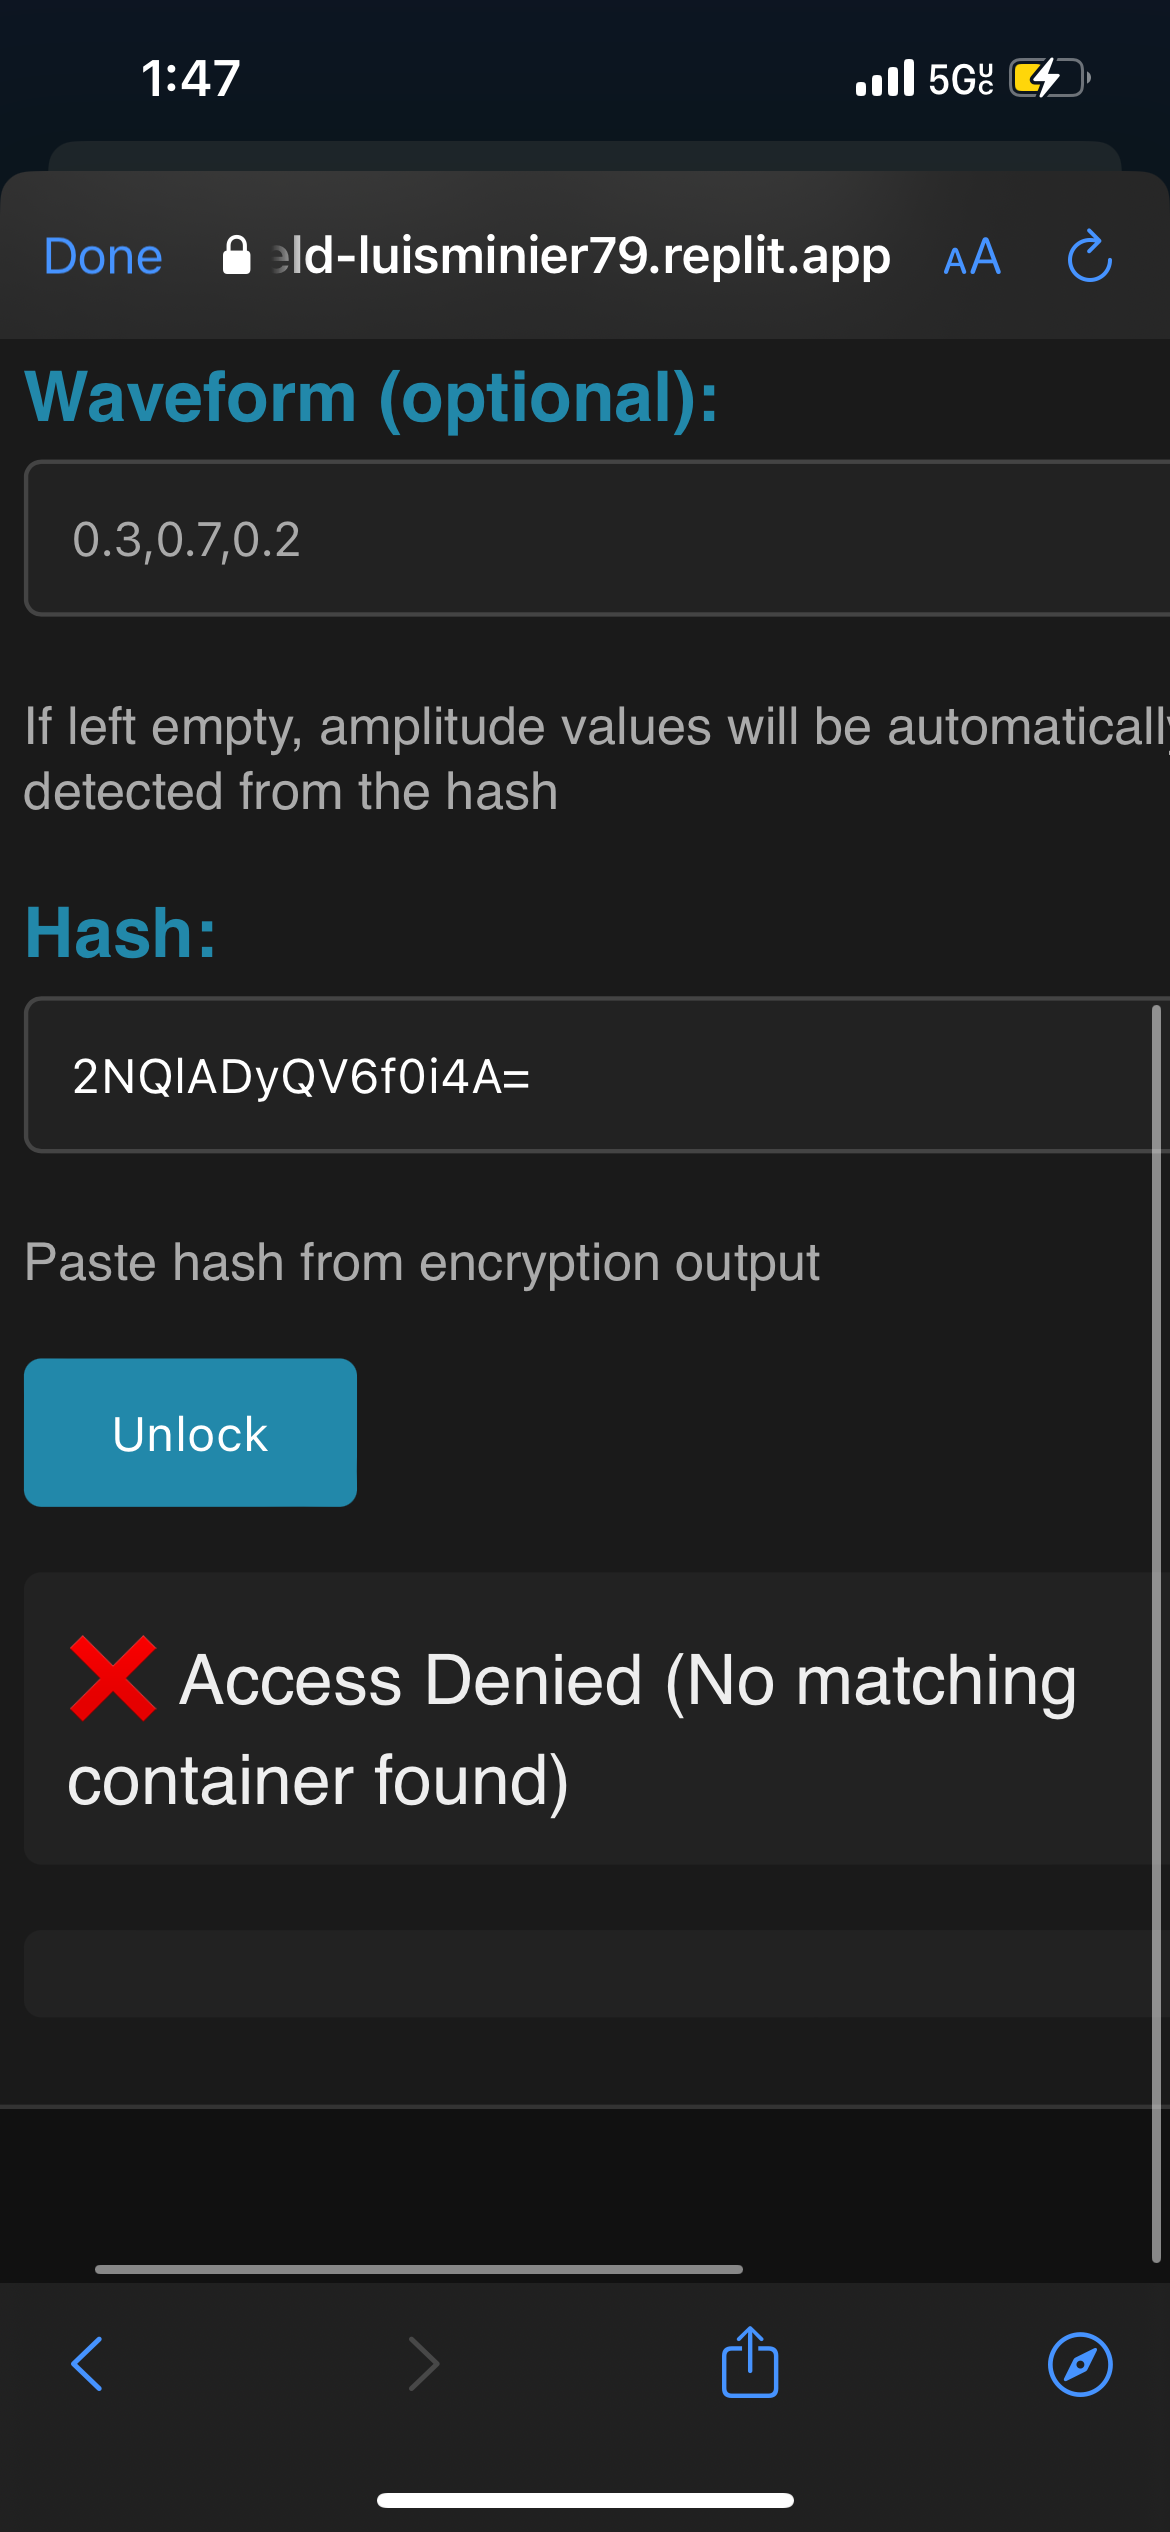 1:47
5G UC
Done
eld-luisminier79.replit.app
AA
Waveform (optional):
0.3,0.7,0.2
If left empty, amplitude values will be automatically
detected from the hash
Hash:
2NQlADyQV6f0i4A=
Paste hash from encryption output
Unlock
❌ Access Denied (No matching
container found)